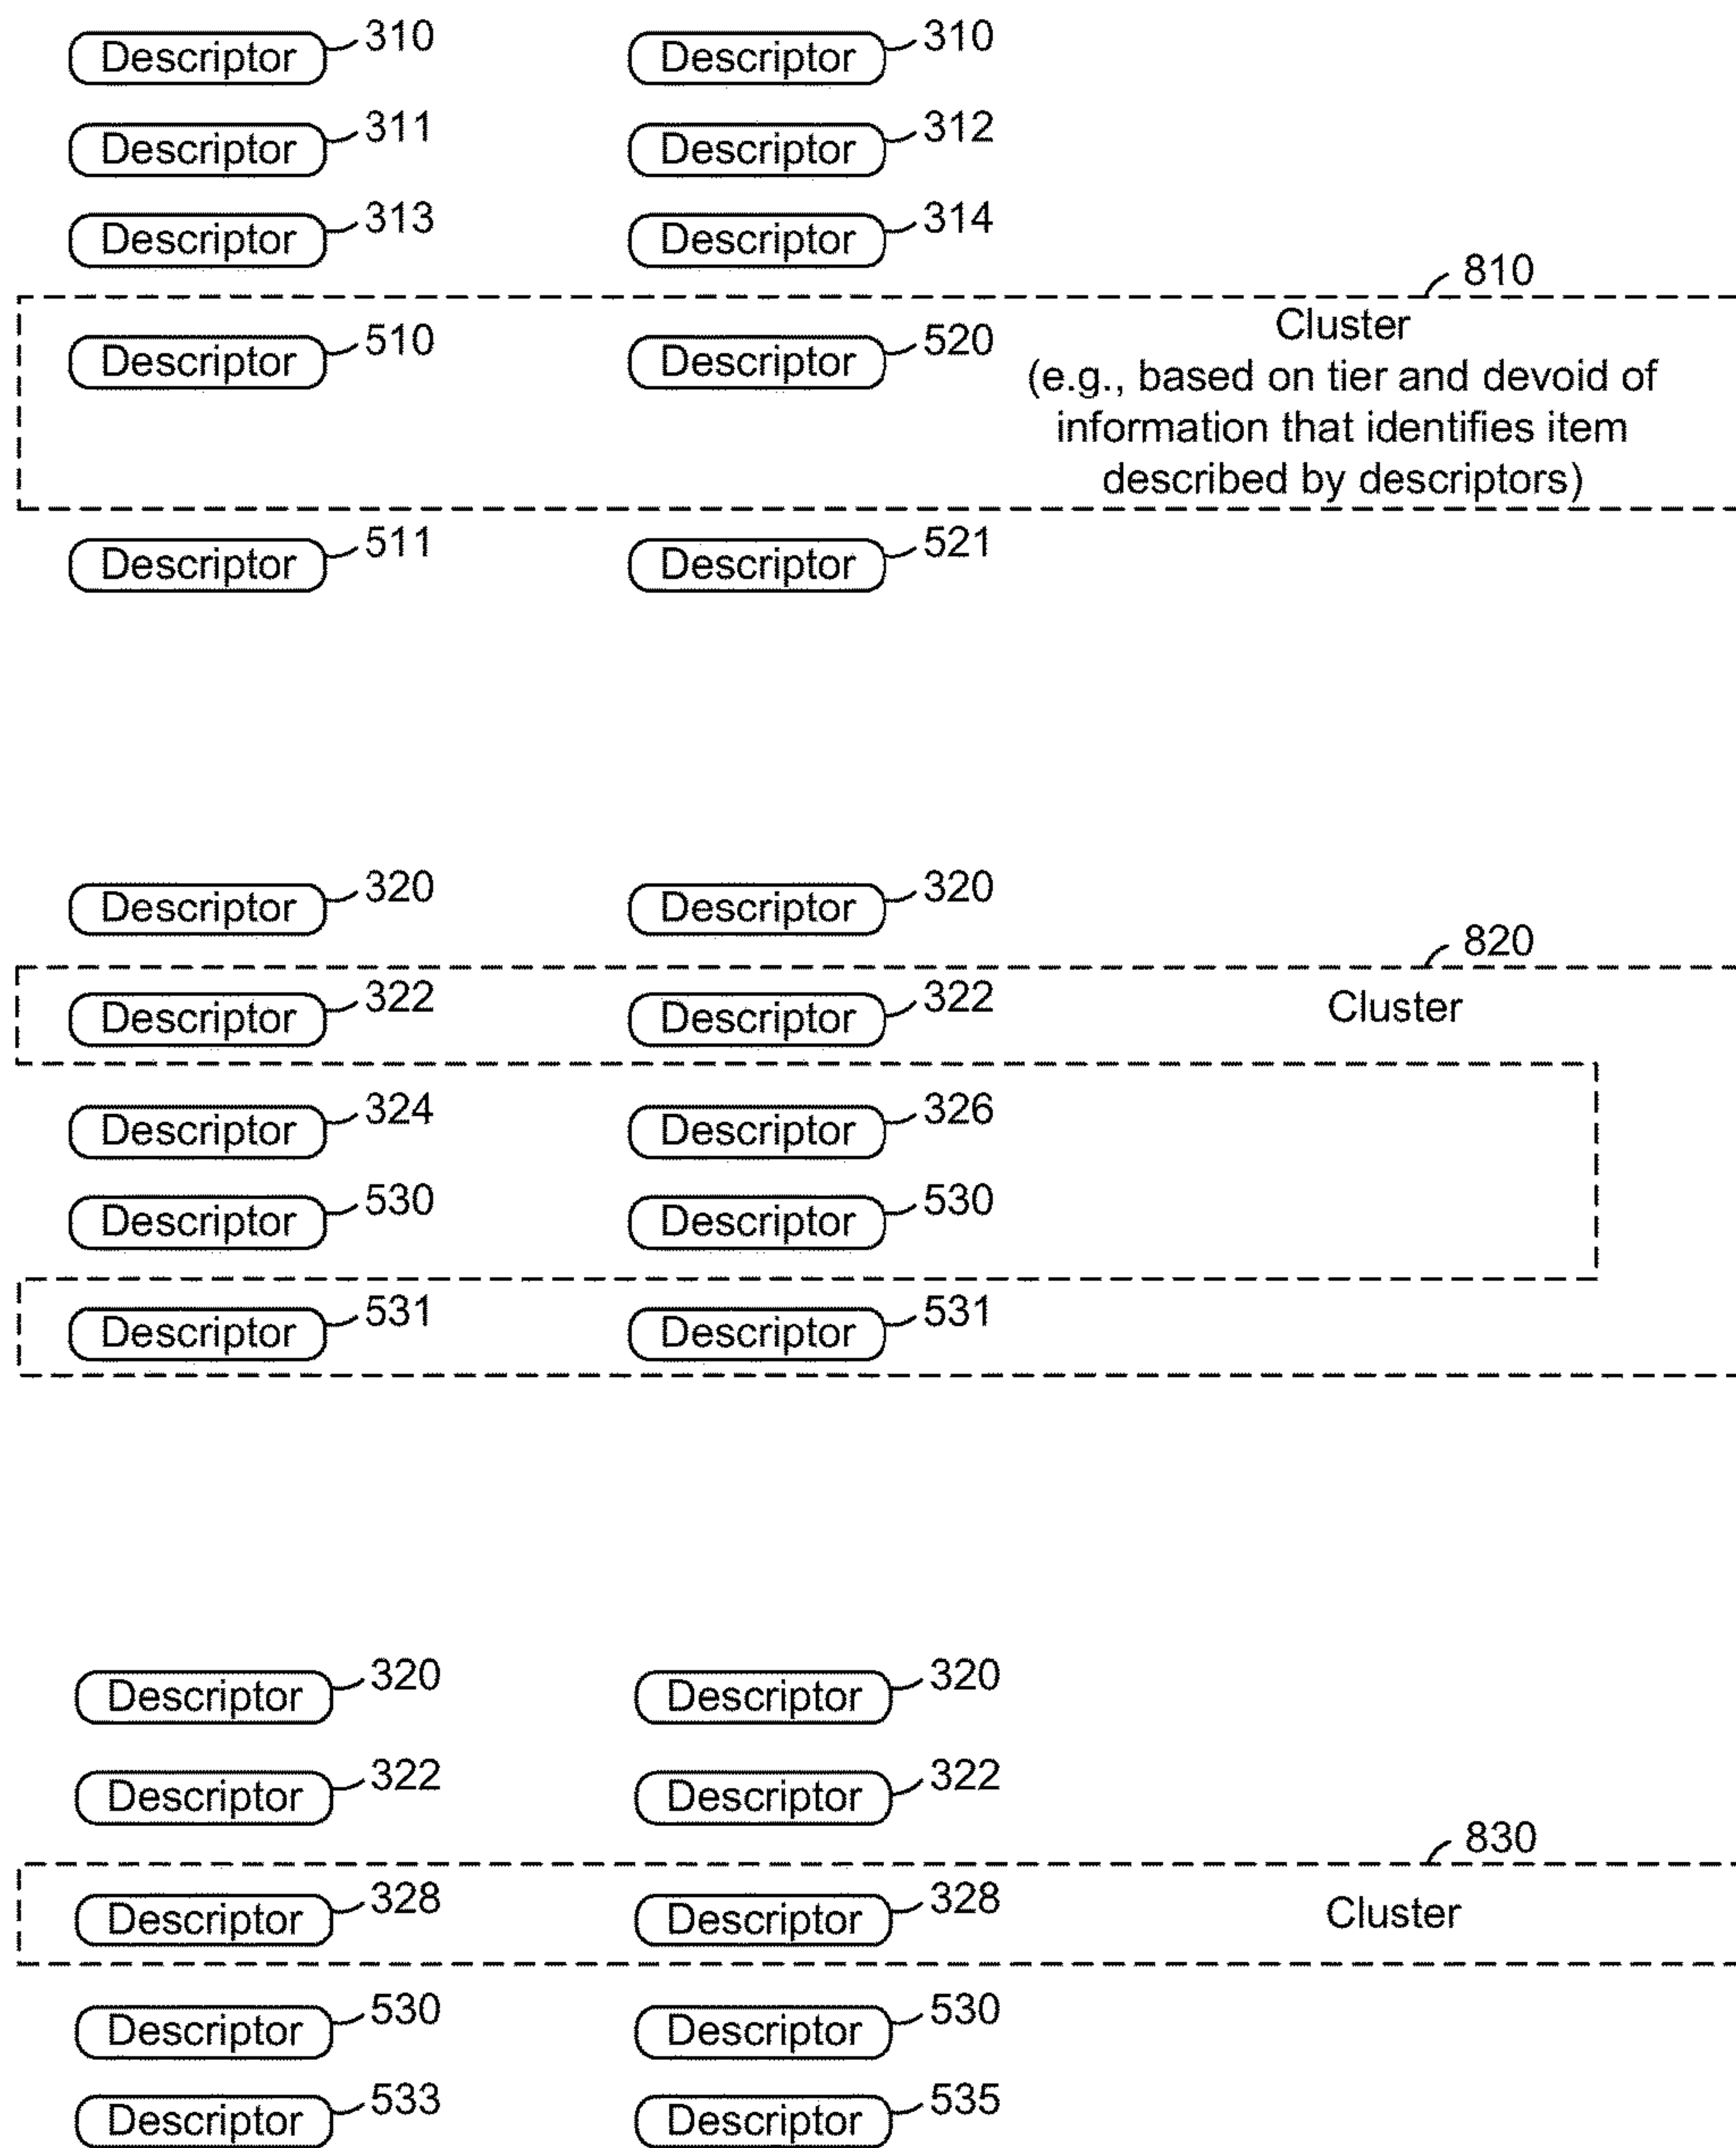 Descriptor 310 Descriptor 310
Descriptor 311 Descriptor 312
Descriptor 313 Descriptor 314
810
Cluster
Descriptor 510 Descriptor 520
(e.g., based on tier and devoid of
information that identifies item
described by descriptors)
Descriptor 511 Descriptor 521
Descriptor 320 Descriptor 320
820
Descriptor 322 Descriptor 322 Cluster
Descriptor 324 Descriptor 326
Descriptor 530 Descriptor 530
Descriptor 531 Descriptor 531
Descriptor 320 Descriptor 320
Descriptor 322 Descriptor 322
830
Descriptor 328 Descriptor 328 Cluster
Descriptor 530 Descriptor 530
Descriptor 533 Descriptor 535